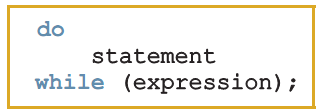 do
    statement
while (expression);